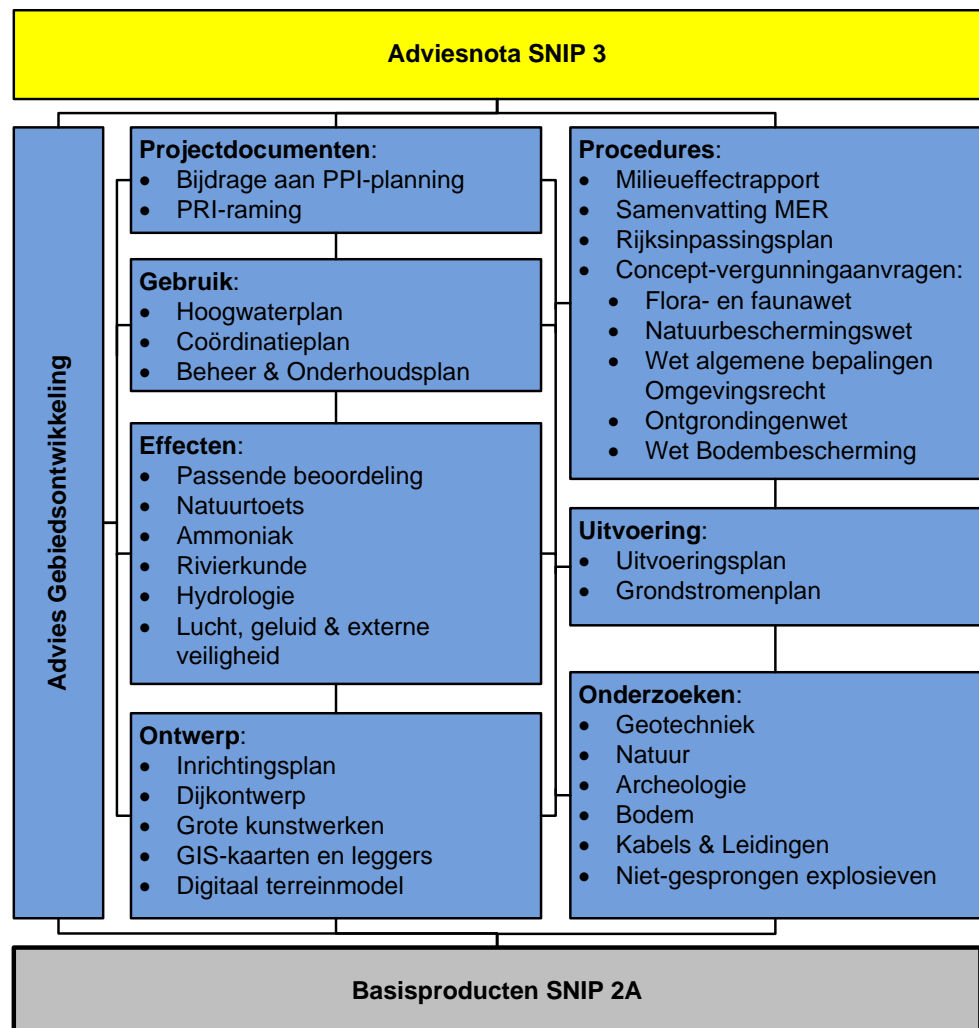 Adviesnota SNIP 3
Advies Gebiedsontwikkeling
Projectdocumenten:
• Bijdrage aan PPI-planning
• PRI-raming
Gebruik:
• Hoogwaterplan
• Coördinatieplan
• Beheer & Onderhoudsplan
Effecten:
• Passende beoordeling
• Natuurtoets
• Ammoniak
• Rivierkunde
• Hydrologie
• Lucht, geluid & externe
veiligheid
Ontwerp:
• Inrichtingsplan
• Dijkontwerp
• Grote kunstwerken
• GIS-kaarten en leggers
• Digitaal terreinmodel
Procedures:
• Milieueffectrapport
• Samenvatting MER
• Rijksinpassingsplan
• Concept-vergunningaanvragen:
• Flora- en faunawet
• Natuurbeschermingswet
• Wet algemene bepalingen
Omgevingsrecht
• Ontgrondingenwet
• Wet Bodembescherming
Uitvoering:
• Uitvoeringsplan
• Grondstromenplan
Onderzoeken:
• Geotechniek
• Natuur
• Archeologie
• Bodem
• Kabels & Leidingen
• Niet-gesprongen explosieven
Basisproducten SNIP 2A